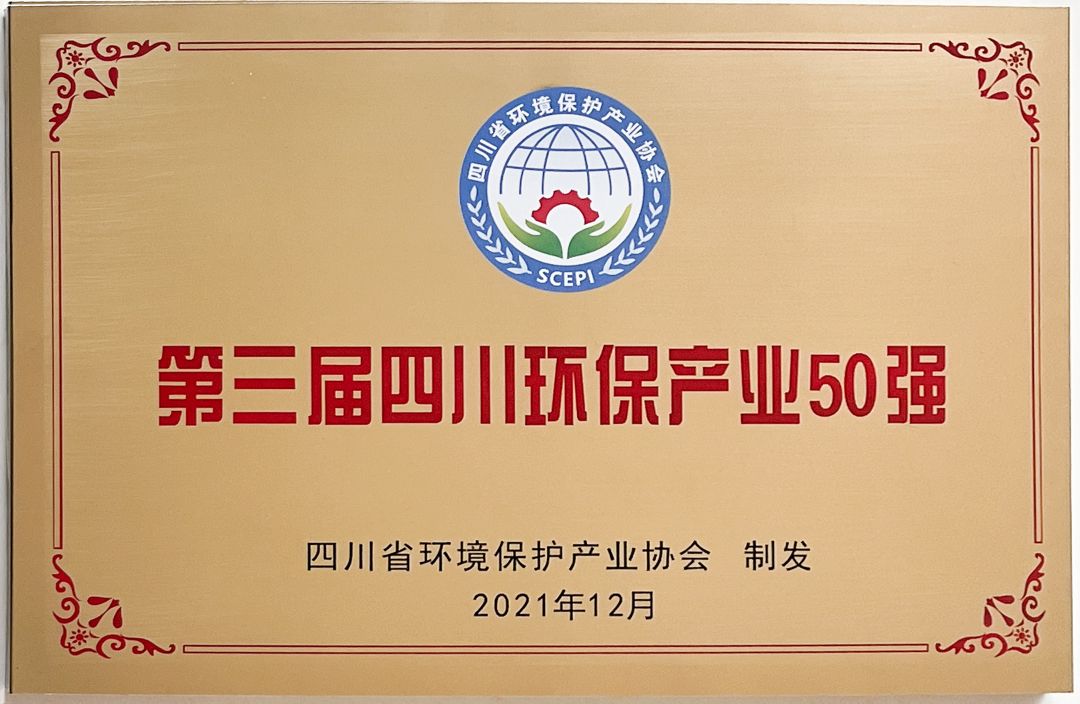 四川省环境保护产业协会
SCEPI
第三届四川环保产业50强
四川省环境保护产业协会 制发
2021年12月